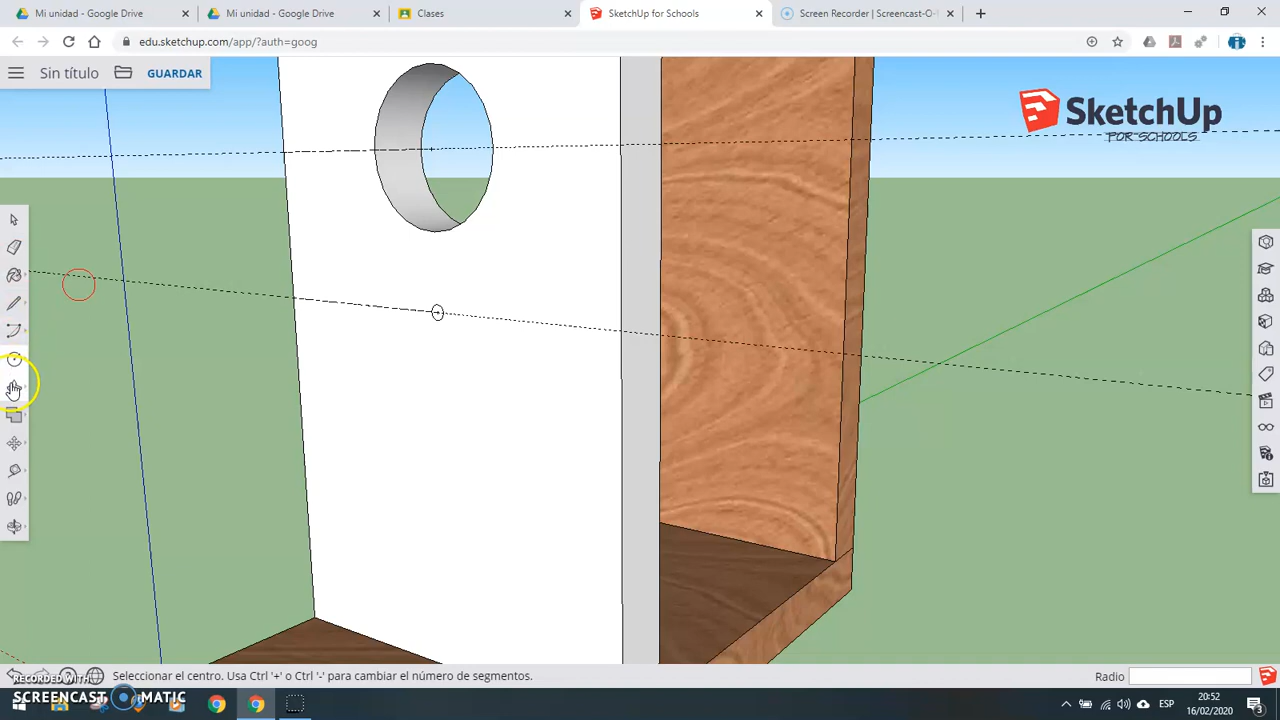 Mi unidad - Google Drive
Mi unidad - Google Drive
Clases
SketchUp for Schools
Screen Recorder | Screencast-O-
edu.sketchup.com/app/?auth=goog
Sin título
GUARDAR
SketchUp
FOR SCHOOLS
Seleccionar el centro. Usa Ctrl '+' o Ctrl '-' para cambiar el número de segmentos.
Radio
RECORDED WITH
SCREENCAST MATIC
ESP
20:52
16/02/2020
3